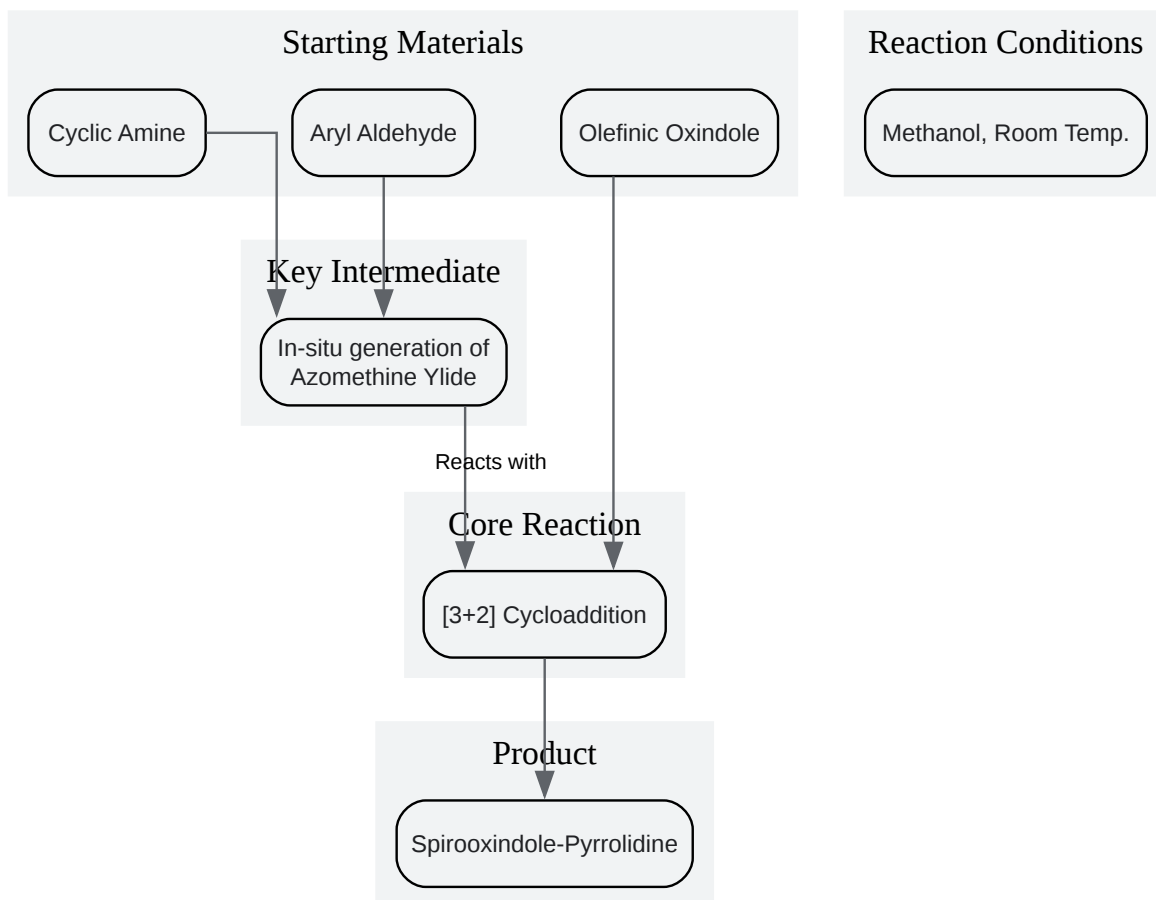 Starting Materials
Reaction Conditions
Cyclic Amine
Aryl Aldehyde
Olefinic Oxindole
Methanol, Room Temp.
Key Intermediate
In-situ generation of
Azomethine Ylide
Reacts with
Core Reaction
[3+2] Cycloaddition
Product
Spirooxindole-Pyrrolidine